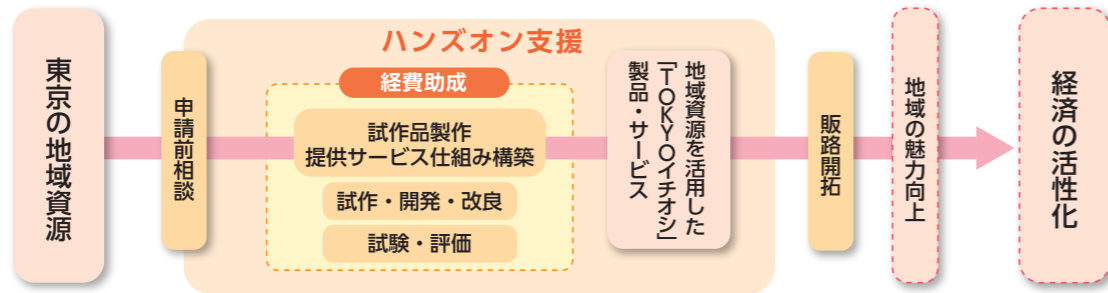 東京の地域資源
申請前相談
ハンズオン支援
経費助成
試作品製作
提供サービス仕組み構築
試作・開発・改良
試験・評価
地域資源を活用した
「TOKYOイチオシ」
製品・サービス
販路開拓
地域の魅力向上
経済の活性化